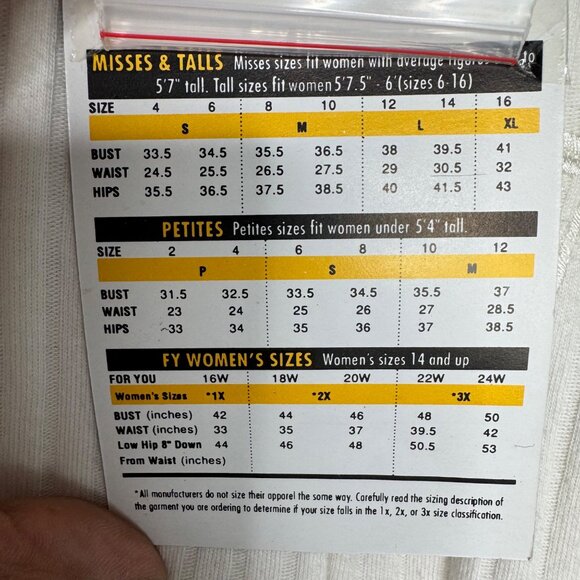 MISSES & TALLS Misses sizes fit women with average figures
5'7" tall. Tall sizes fit women 5'7.5" - 6'(sizes 6-16)
SIZE 4 6 8 10 12 14 16
S M L XL
BUST 33.5 34.5 35.5 36.5 38 39.5 41
WAIST 24.5 25.5 26.5 27.5 29 30.5 32
HIPS 35.5 36.5 37.5 38.5 40 41.5 43
PETITES Petites sizes fit women under 5'4" tall.
SIZE 2 4 6 8 10 12
P S M
BUST 31.5 32.5 33.5 34.5 35.5 37
WAIST 23 24 25 26 27 28.5
HIPS 33 34 35 36 37 38.5
FY WOMEN'S SIZES Women's sizes 14 and up
FOR YOU 16W 18W 20W 22W 24W
Women's Sizes *1X *2X *3X
BUST (inches) 42 44 46 48 50
WAIST (inches) 33 35 37 39.5 42
Low Hip 8" Down 44 46 48 50.5 53
From Waist (inches)
*All manufacturers do not size their apparel the same way. Carefully read the sizing description of
the garment you are ordering to determine if your size falls in the 1x, 2x, or 3x size classification.